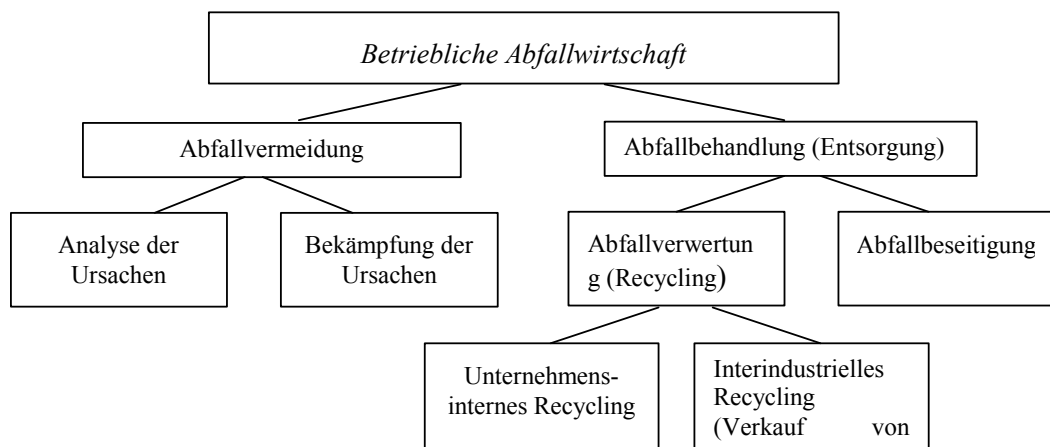 Betriebliche Abfallwirtschaft
Abfallvermeidung
Abfallbehandlung (Entsorgung)
Analyse der
Ursachen
Bekämpfung der
Ursachen
Abfallverwertun
g (Recycling)
Abfallbeseitigung
Unternehmens-
internes Recycling
Interindustrielles
Recycling
(Verkauf von